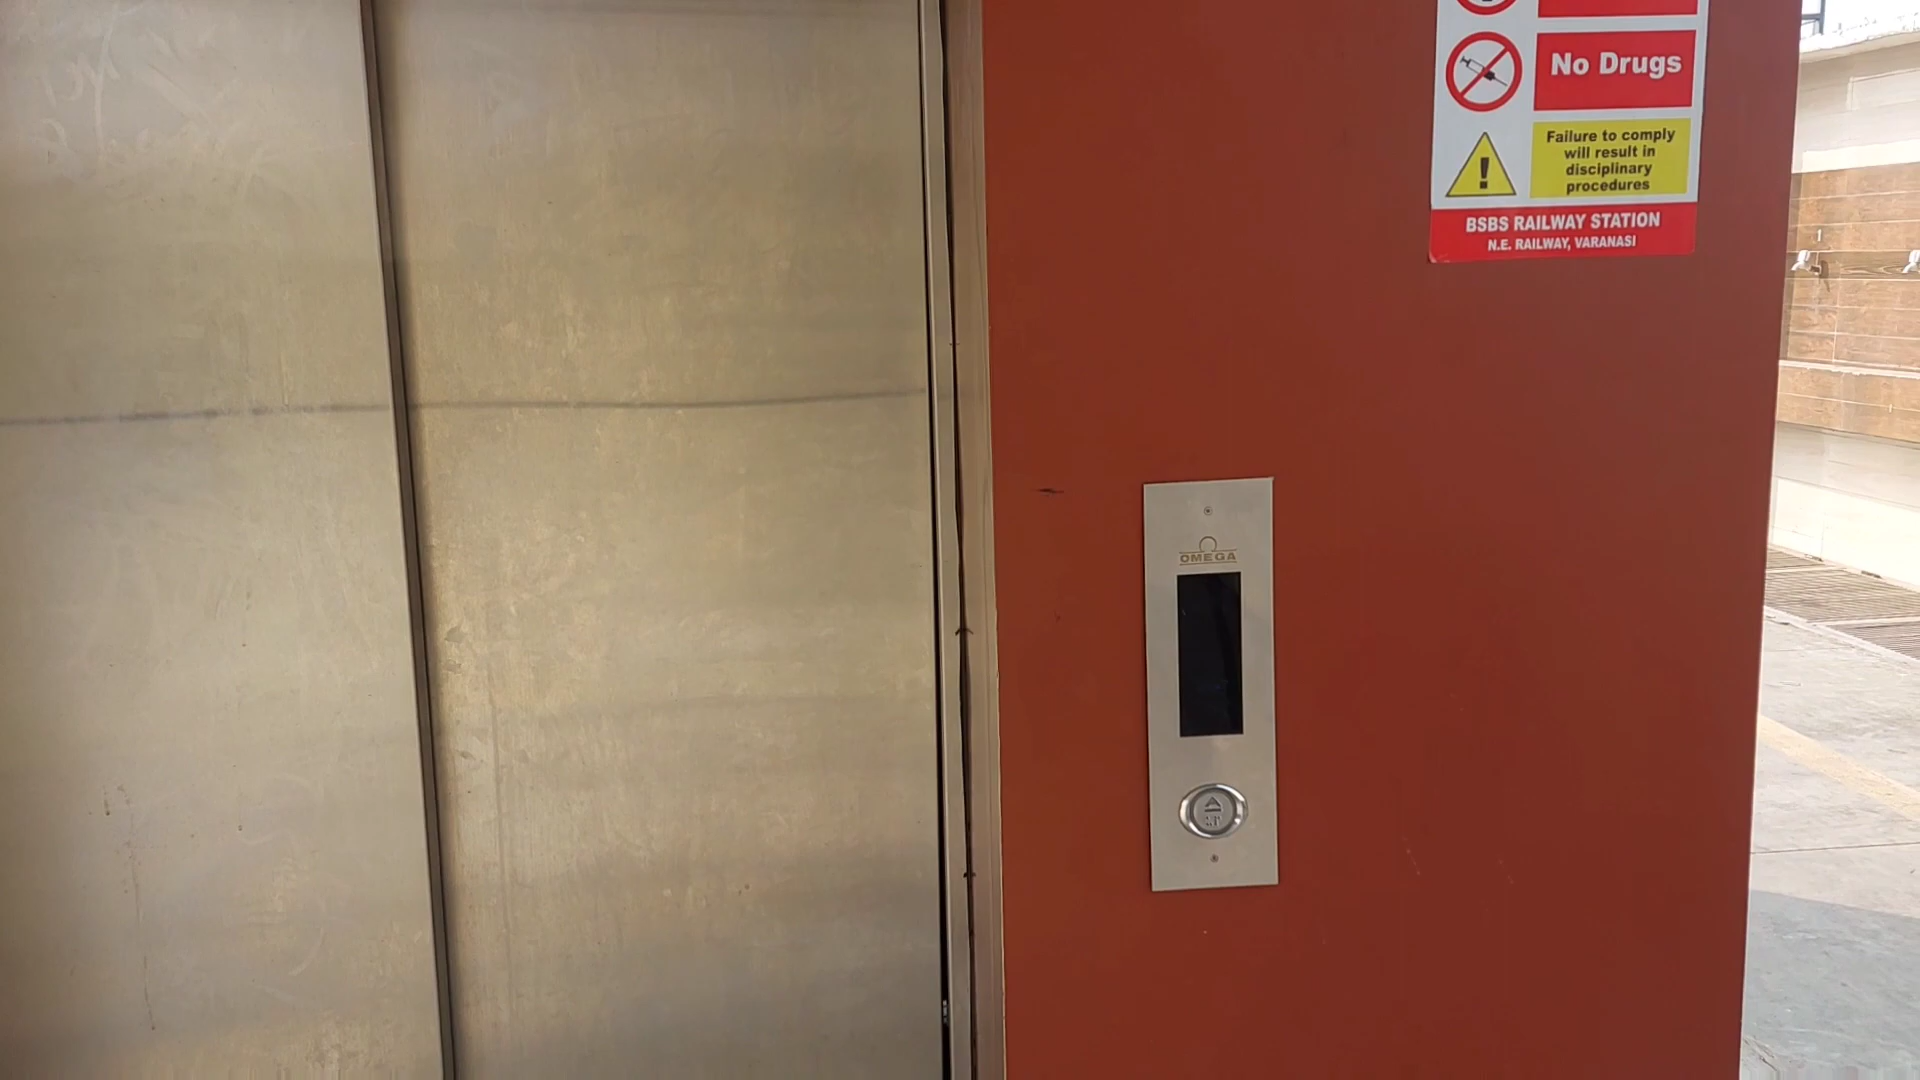 No Drugs
Failure to comply
will result in
disciplinary
procedures
BSBS RAILWAY STATION
N.E. RAILWAY, VARANASI
OMEGA